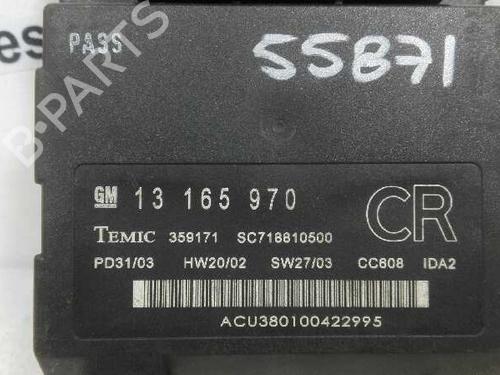 es
PASS
55871
B-PARTS
GM 13 165 970 CR
TEMIC 359171 SC718810500
PD31/03 HW20/02 SW27/03 CC608 IDA2
ACU380100422995